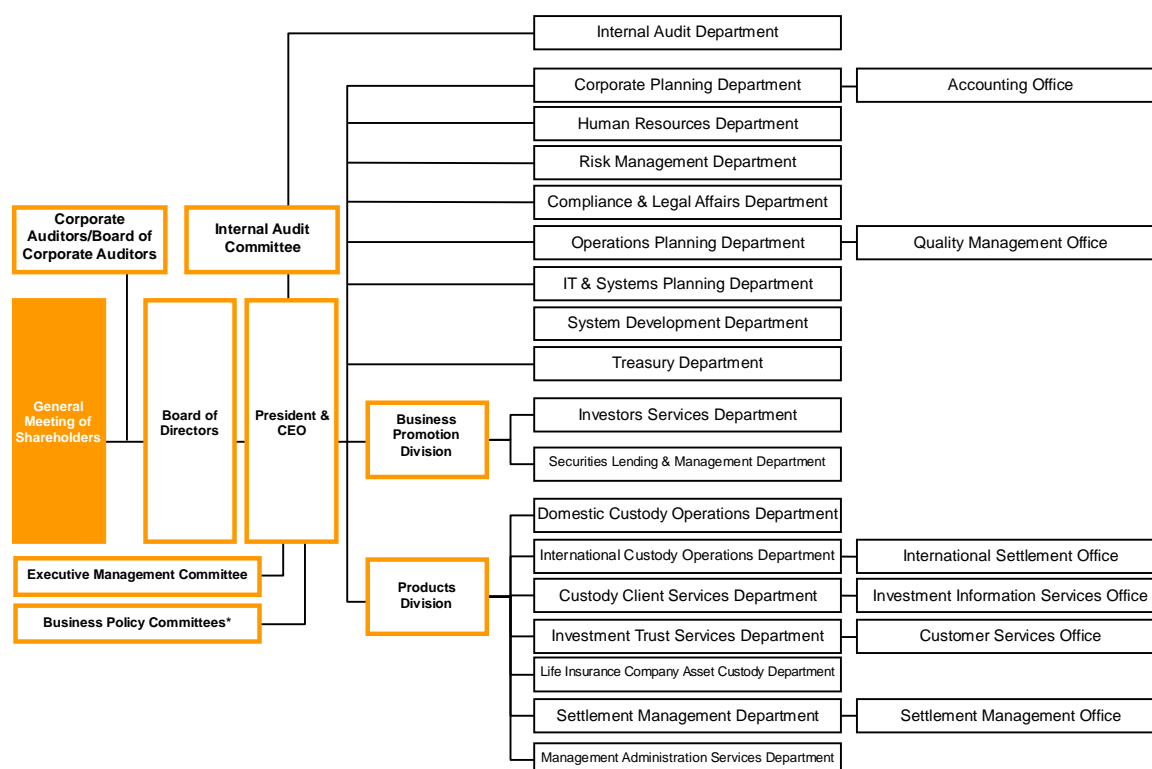 Internal Audit Department
Corporate Planning Department
Accounting Office
Human Resources Department
Risk Management Department
Compliance & Legal Affairs Department
Operations Planning Department
Quality Management Office
IT & Systems Planning Department
System Development Department
Treasury Department
Corporate
Auditors/Board of
Corporate Auditors
Internal Audit
Committee
General
Meeting of
Shareholders
Board of
Directors
President &
CEO
Executive Management Committee
Business Policy Committees*
Business
Promotion
Division
Investors Services Department
Securities Lending & Management Department
Products
Division
Domestic Custody Operations Department
International Custody Operations Department
International Settlement Office
Custody Client Services Department
Investment Information Services Office
Investment Trust Services Department
Customer Services Office
Life Insurance Company Asset Custody Department
Settlement Management Department
Settlement Management Office
Management Administration Services Department